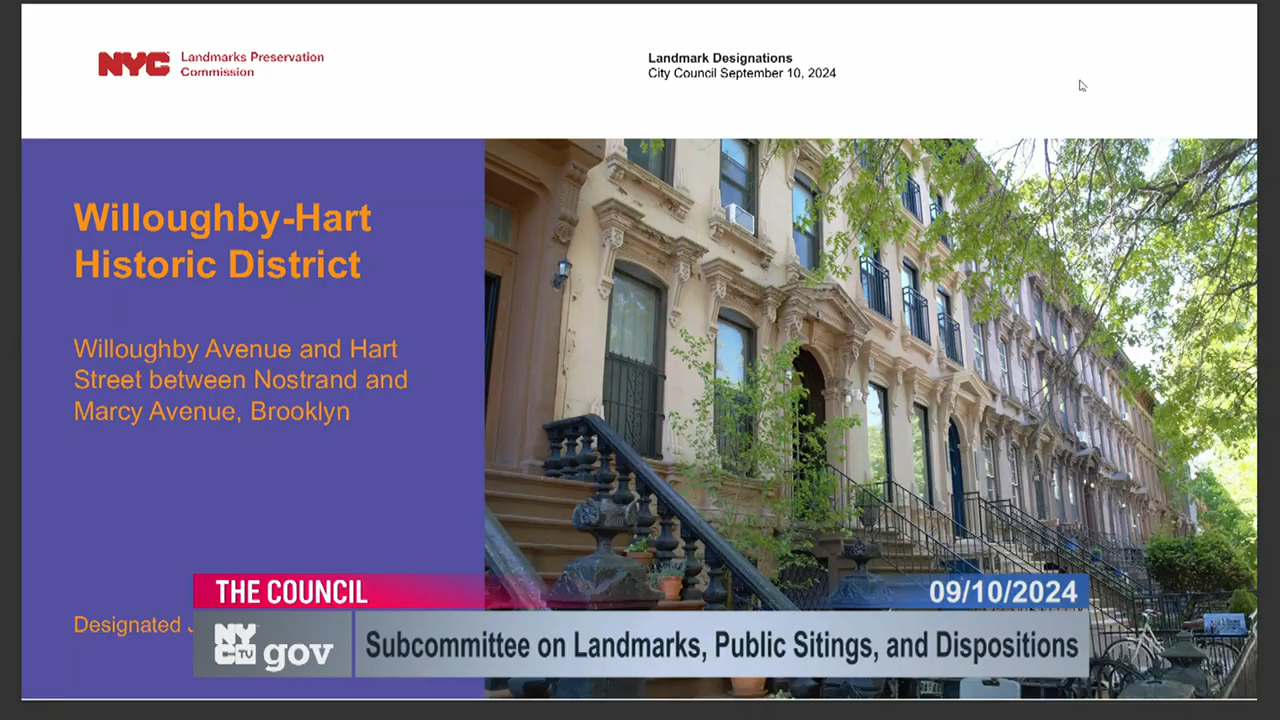 NYC
Landmarks Preservation
Commission
Landmark Designations
City Council September 10, 2024
Willoughby-Hart
Historic District
Willoughby Avenue and Hart
Street between Nostrand and
Marcy Avenue, Brooklyn
Designated
THE COUNCIL
09/10/2024
NYC TV gov
Subcommittee on Landmarks, Public Sitings, and Dispositions